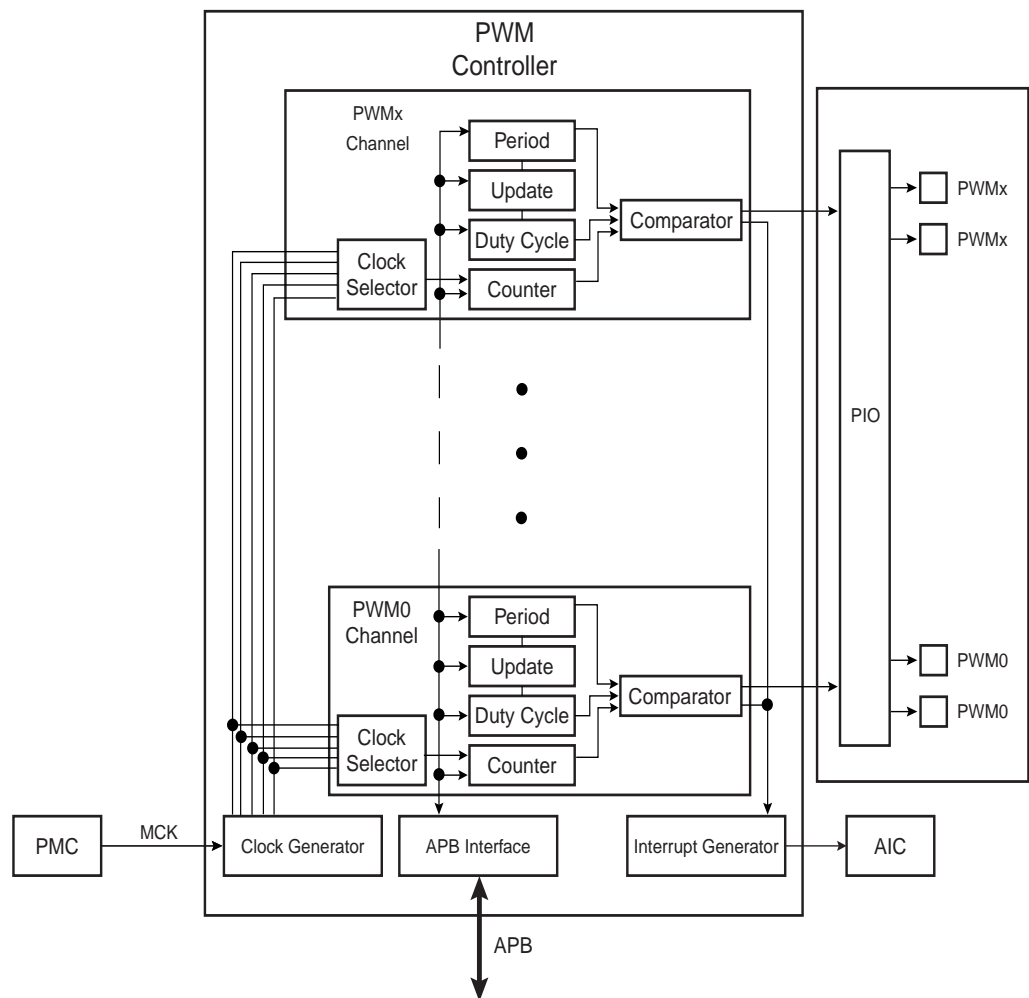 PWM
Controller
PWMx
Channel
Period
Update
Duty Cycle
Comparator
Clock
Selector
Counter
PWMx
PWMx
PIO
PWM0
Channel
Period
Update
Duty Cycle
Comparator
Clock
Selector
Counter
PWM0
PWM0
PMC
MCK
Clock Generator
APB Interface
Interrupt Generator
AIC
APB